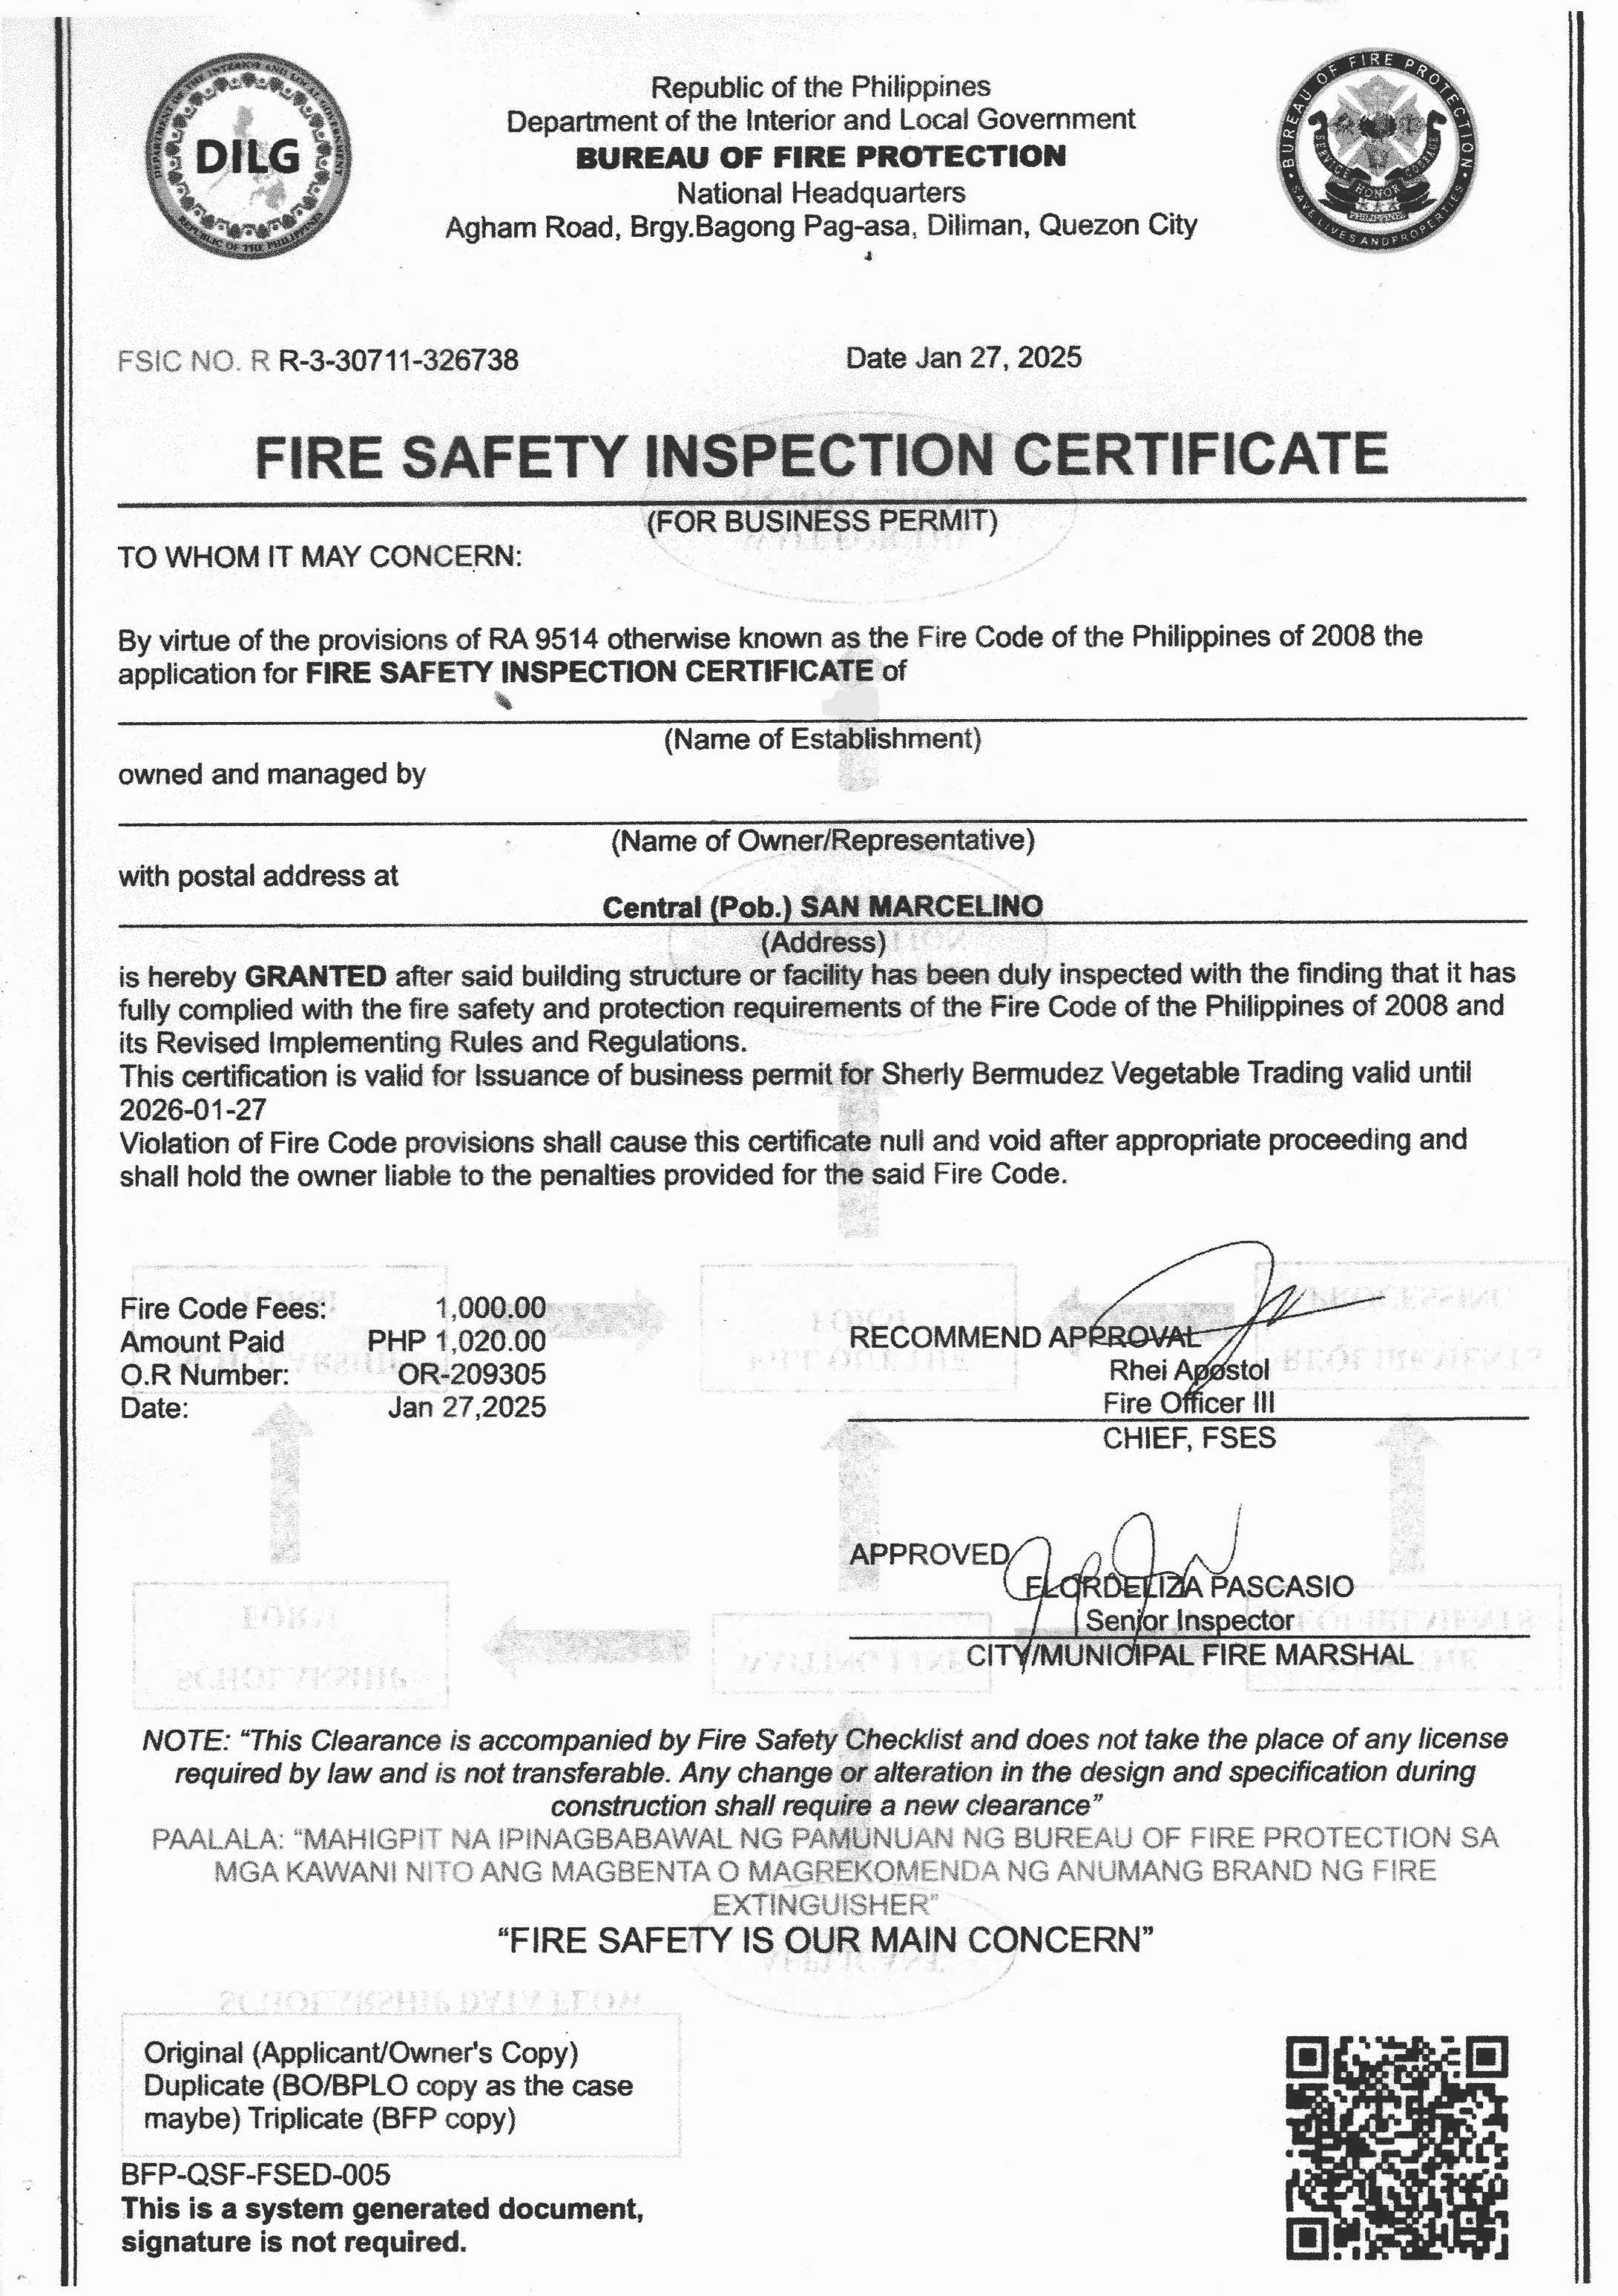 Republic of the Philippines
Department of the Interior and Local Government
BUREAU OF FIRE PROTECTION
National Headquarters
Agham Road, Brgy.Bagong Pag-asa, Diliman, Quezon City
DEPARTMENT OF THE INTERIOR AND LOCAL GOVERNMENT
DILG
REPUBLIC OF THE PHILIPPINES
BUREAU OF FIRE PROTECTION
SERVICE HONOR COURAGE
PHILIPPINES
SAVE LIVES AND PROPERTIES
FSIC NO. R R-3-30711-326738
Date Jan 27, 2025
FIRE SAFETY INSPECTION CERTIFICATE
(FOR BUSINESS PERMIT)
TO WHOM IT MAY CONCERN:
By virtue of the provisions of RA 9514 otherwise known as the Fire Code of the Philippines of 2008 the
application for FIRE SAFETY INSPECTION CERTIFICATE of
(Name of Establishment)
owned and managed by
(Name of Owner/Representative)
with postal address at
Central (Pob.) SAN MARCELINO
(Address)
is hereby GRANTED after said building structure or facility has been duly inspected with the finding that it has
fully complied with the fire safety and protection requirements of the Fire Code of the Philippines of 2008 and
its Revised Implementing Rules and Regulations.
This certification is valid for Issuance of business permit for Sherly Bermudez Vegetable Trading valid until
2026-01-27
Violation of Fire Code provisions shall cause this certificate null and void after appropriate proceeding and
shall hold the owner liable to the penalties provided for the said Fire Code.
Fire Code Fees: 1,000.00
Amount Paid PHP 1,020.00
O.R Number: OR-209305
Date: Jan 27,2025
RECOMMEND APPROVAL
Rhei Apostol
Fire Officer III
CHIEF, FSES
APPROVED
FLORDELIZA PASCASIO
Senior Inspector
CITY/MUNICIPAL FIRE MARSHAL
NOTE: “This Clearance is accompanied by Fire Safety Checklist and does not take the place of any license
required by law and is not transferable. Any change or alteration in the design and specification during
construction shall require a new clearance”
PAALALA: “MAHIGPIT NA IPINAGBABAWAL NG PAMUNUAN NG BUREAU OF FIRE PROTECTION SA
MGA KAWANI NITO ANG MAGBENTA O MAGREKOMENDA NG ANUMANG BRAND NG FIRE
EXTINGUISHER”
“FIRE SAFETY IS OUR MAIN CONCERN”
SCHOLARSHIP DATA FLOW
Original (Applicant/Owner's Copy)
Duplicate (BO/BPLO copy as the case
maybe) Triplicate (BFP copy)
BFP-QSF-FSED-005
This is a system generated document,
signature is not required.